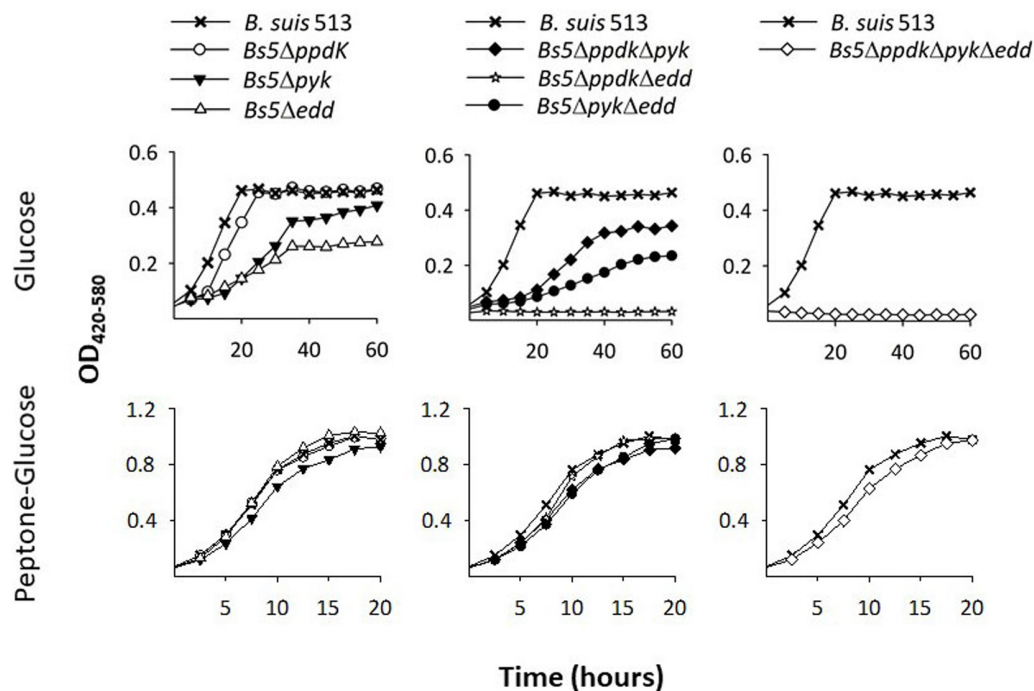 B. suis 513
Bs5ΔppdK
Bs5Δpyk
Bs5Δedd
B. suis 513
Bs5ΔppdkΔpyk
Bs5ΔppdkΔedd
Bs5ΔpykΔedd
B. suis 513
Bs5ΔppdkΔpykΔedd
Glucose
Peptone-Glucose
OD420-580
0.6
0.4
0.2
20 40 60
0.6
0.4
0.2
20 40 60
0.6
0.4
0.2
20 40 60
1.2
0.8
0.4
5 10 15 20
1.2
0.8
0.4
5 10 15 20
1.2
0.8
0.4
5 10 15 20
Time (hours)